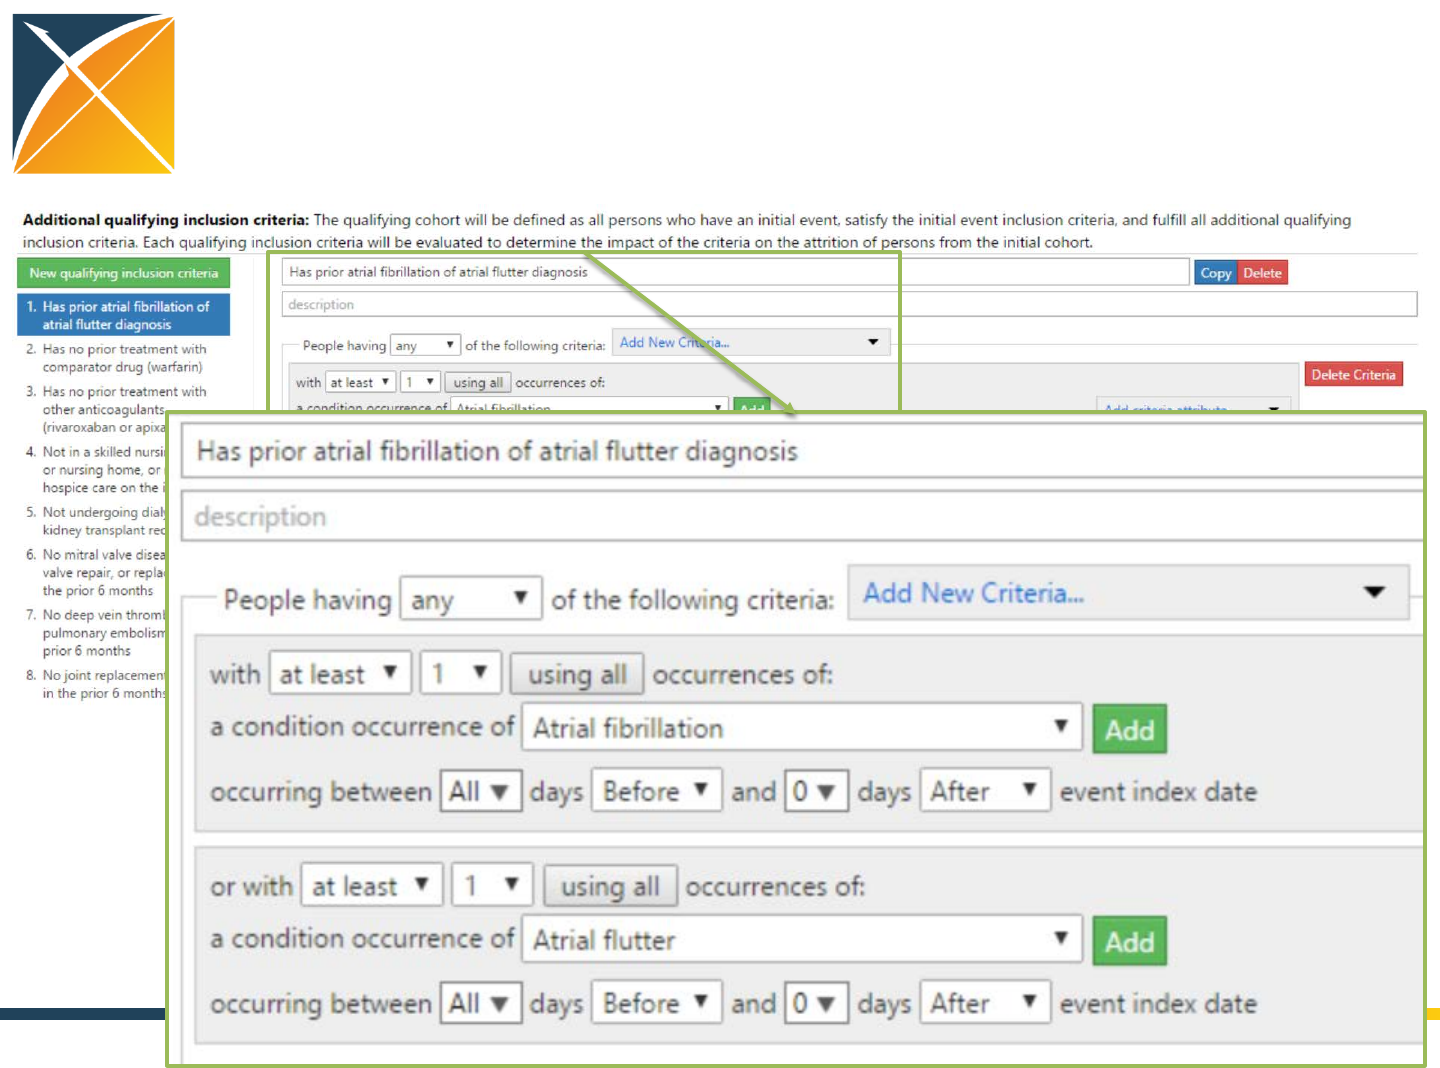 Additional qualifying inclusion criteria: The qualifying cohort will be defined as all persons who have an initial event, satisfy the initial event inclusion criteria, and fulfill all additional qualifying
inclusion criteria. Each qualifying inclusion criteria will be evaluated to determine the impact of the criteria on the attrition of persons from the initial cohort.
New qualifying inclusion criteria
1. Has prior atrial fibrillation of
atrial flutter diagnosis
2. Has no prior treatment with
comparator drug (warfarin)
3. Has no prior treatment with
other anticoagulants
(rivaroxaban or apixa
4. Not in a skilled nursi
or nursing home, or
hospice care on the
5. Not undergoing dial
kidney transplant rec
6. No mitral valve disea
valve repair, or repla
the prior 6 months
7. No deep vein throm
pulmonary embolism
prior 6 months
8. No joint replacemen
in the prior 6 months
Has prior atrial fibrillation of atrial flutter diagnosis
Copy Delete
description
People having any of the following criteria: Add New Criteria...
with at least 1 using all occurrences of:
Delete Criteria
a condition occurrence of Atrial fibrillation Add
Add criteria attribute...
Has prior atrial fibrillation of atrial flutter diagnosis
description
People having any of the following criteria: Add New Criteria...
with at least 1 using all occurrences of:
a condition occurrence of Atrial fibrillation Add
occurring between All days Before and 0 days After event index date
or with at least 1 using all occurrences of:
a condition occurrence of Atrial flutter Add
occurring between All days Before and 0 days After event index date